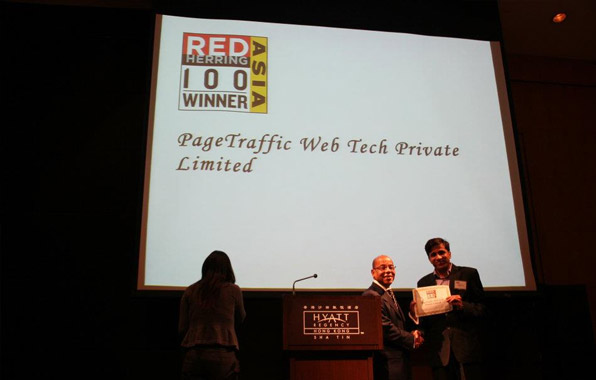 RED
HERRING
100
WINNER
ASIA
PageTraffic Web Tech Private
Limited
HYATT
REGENCY
HONG KONG
SHA TIN